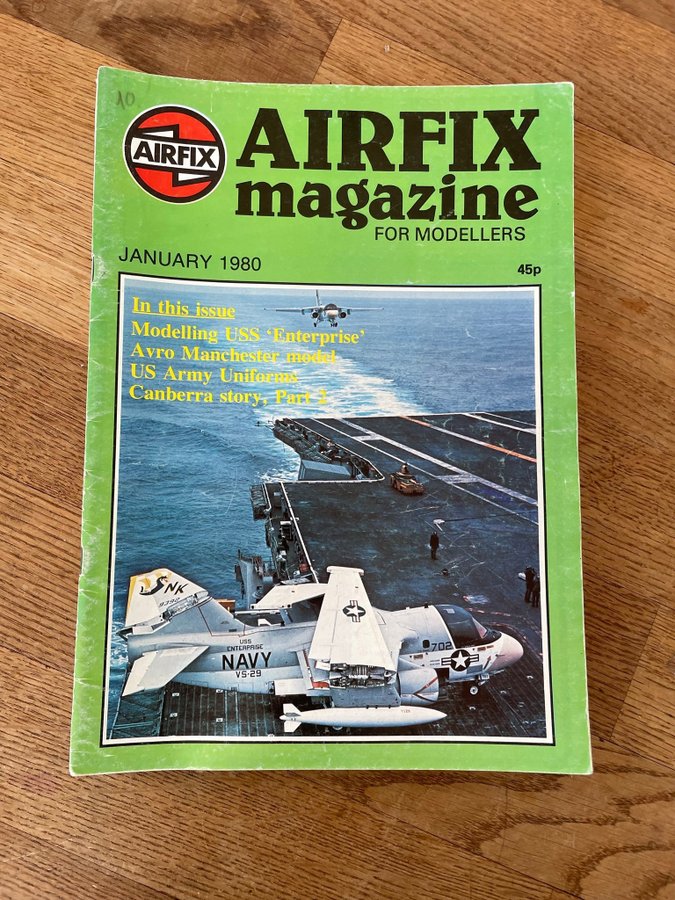 10
AIRFIX
AIRFIX
magazine
FOR MODELLERS
JANUARY 1980
45p
In this issue
Modelling USS 'Enterprise'
Avro Manchester model
US Army Uniforms
Canberra story, Part 2
NK
9392
USS
ENTERPRISE
NAVY
VS-29
702